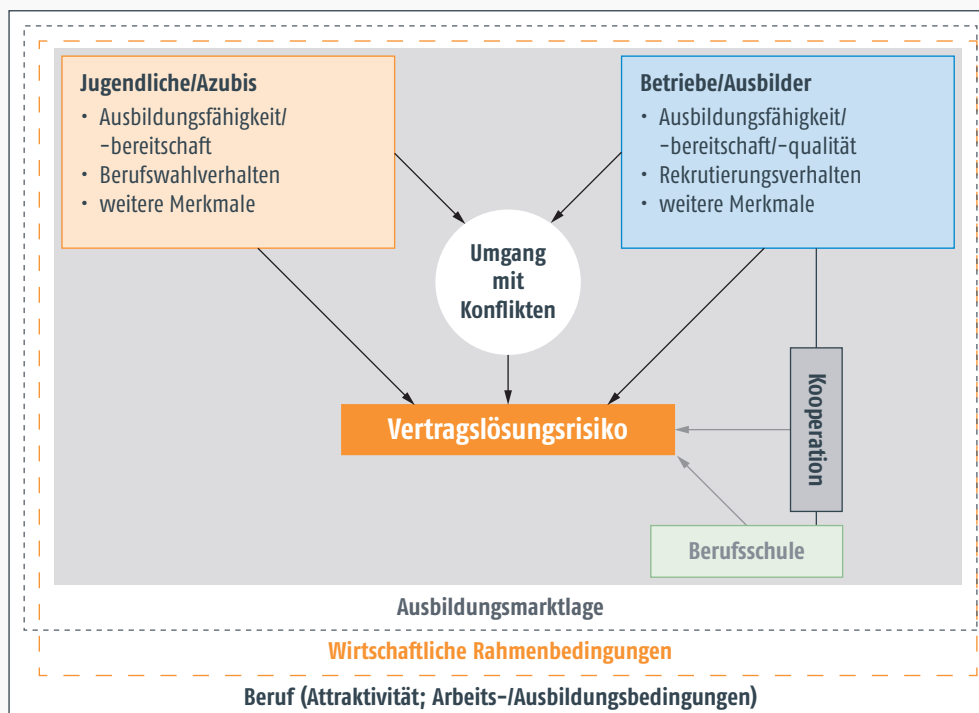 Jugendliche/Azubis
• Ausbildungsfähigkeit/
-bereitschaft
• Berufswahlverhalten
• weitere Merkmale
Betriebe/Ausbilder
• Ausbildungsfähigkeit/
-bereitschaft/-qualität
• Rekrutierungsverhalten
• weitere Merkmale
Umgang
mit
Konflikten
Vertragslösungsrisiko
Kooperation
Berufsschule
Ausbildungsmarktlage
Wirtschaftliche Rahmenbedingungen
Beruf (Attraktivität; Arbeits-/Ausbildungsbedingungen)